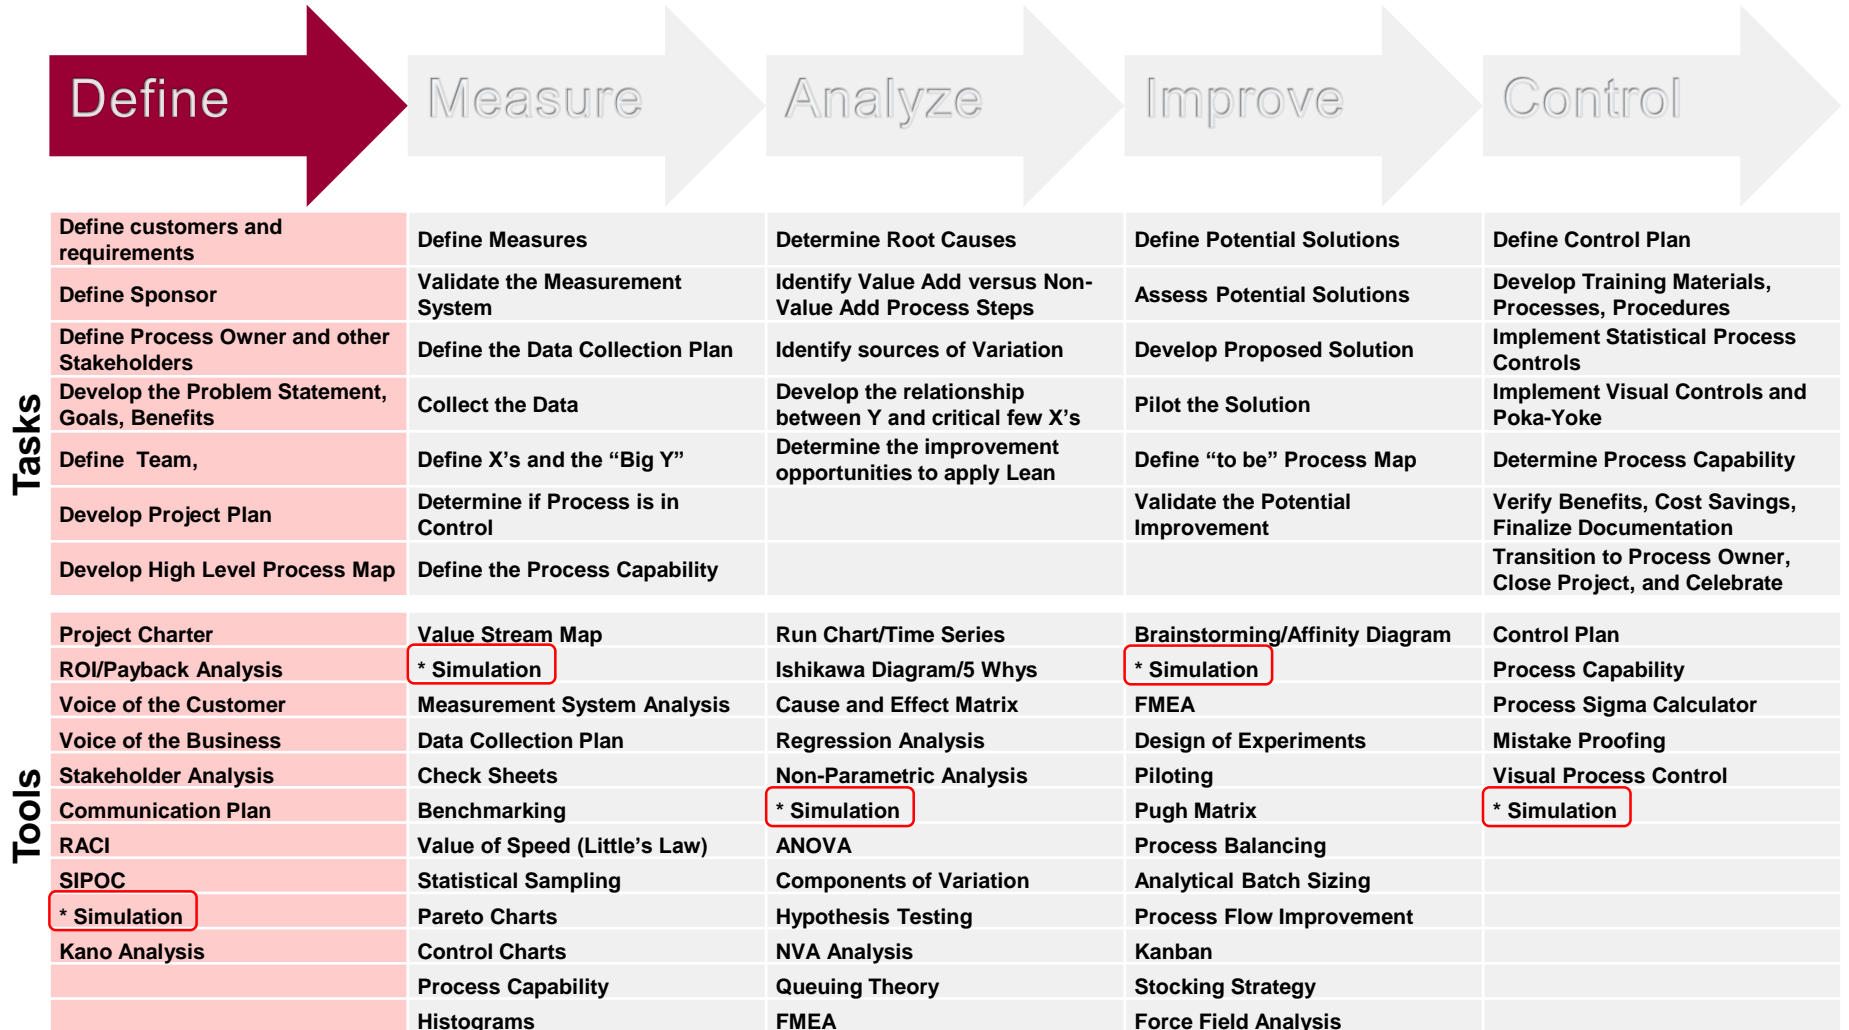 Define
Measure
Analyze
Improve
Control
Tasks
Define customers and
requirements
Define Measures
Determine Root Causes
Define Potential Solutions
Define Control Plan
Define Sponsor
Validate the Measurement
System
Identify Value Add versus Non-
Value Add Process Steps
Assess Potential Solutions
Develop Training Materials,
Processes, Procedures
Define Process Owner and other
Stakeholders
Define the Data Collection Plan
Identify sources of Variation
Develop Proposed Solution
Implement Statistical Process
Controls
Develop the Problem Statement,
Goals, Benefits
Collect the Data
Develop the relationship
between Y and critical few X’s
Pilot the Solution
Implement Visual Controls and
Poka-Yoke
Define Team,
Define X’s and the “Big Y”
Determine the improvement
opportunities to apply Lean
Define “to be” Process Map
Determine Process Capability
Develop Project Plan
Determine if Process is in
Control
Validate the Potential
Improvement
Verify Benefits, Cost Savings,
Finalize Documentation
Develop High Level Process Map
Define the Process Capability
Transition to Process Owner,
Close Project, and Celebrate
Tools
Project Charter
Value Stream Map
Run Chart/Time Series
Brainstorming/Affinity Diagram
Control Plan
ROI/Payback Analysis
* Simulation
Ishikawa Diagram/5 Whys
* Simulation
Process Capability
Voice of the Customer
Measurement System Analysis
Cause and Effect Matrix
FMEA
Process Sigma Calculator
Voice of the Business
Data Collection Plan
Regression Analysis
Design of Experiments
Mistake Proofing
Stakeholder Analysis
Check Sheets
Non-Parametric Analysis
Piloting
Visual Process Control
Communication Plan
Benchmarking
* Simulation
Pugh Matrix
* Simulation
RACI
Value of Speed (Little’s Law)
ANOVA
Process Balancing
SIPOC
Statistical Sampling
Components of Variation
Analytical Batch Sizing
* Simulation
Pareto Charts
Hypothesis Testing
Process Flow Improvement
Kano Analysis
Control Charts
NVA Analysis
Kanban
Process Capability
Queuing Theory
Stocking Strategy
Histograms
FMEA
Force Field Analysis